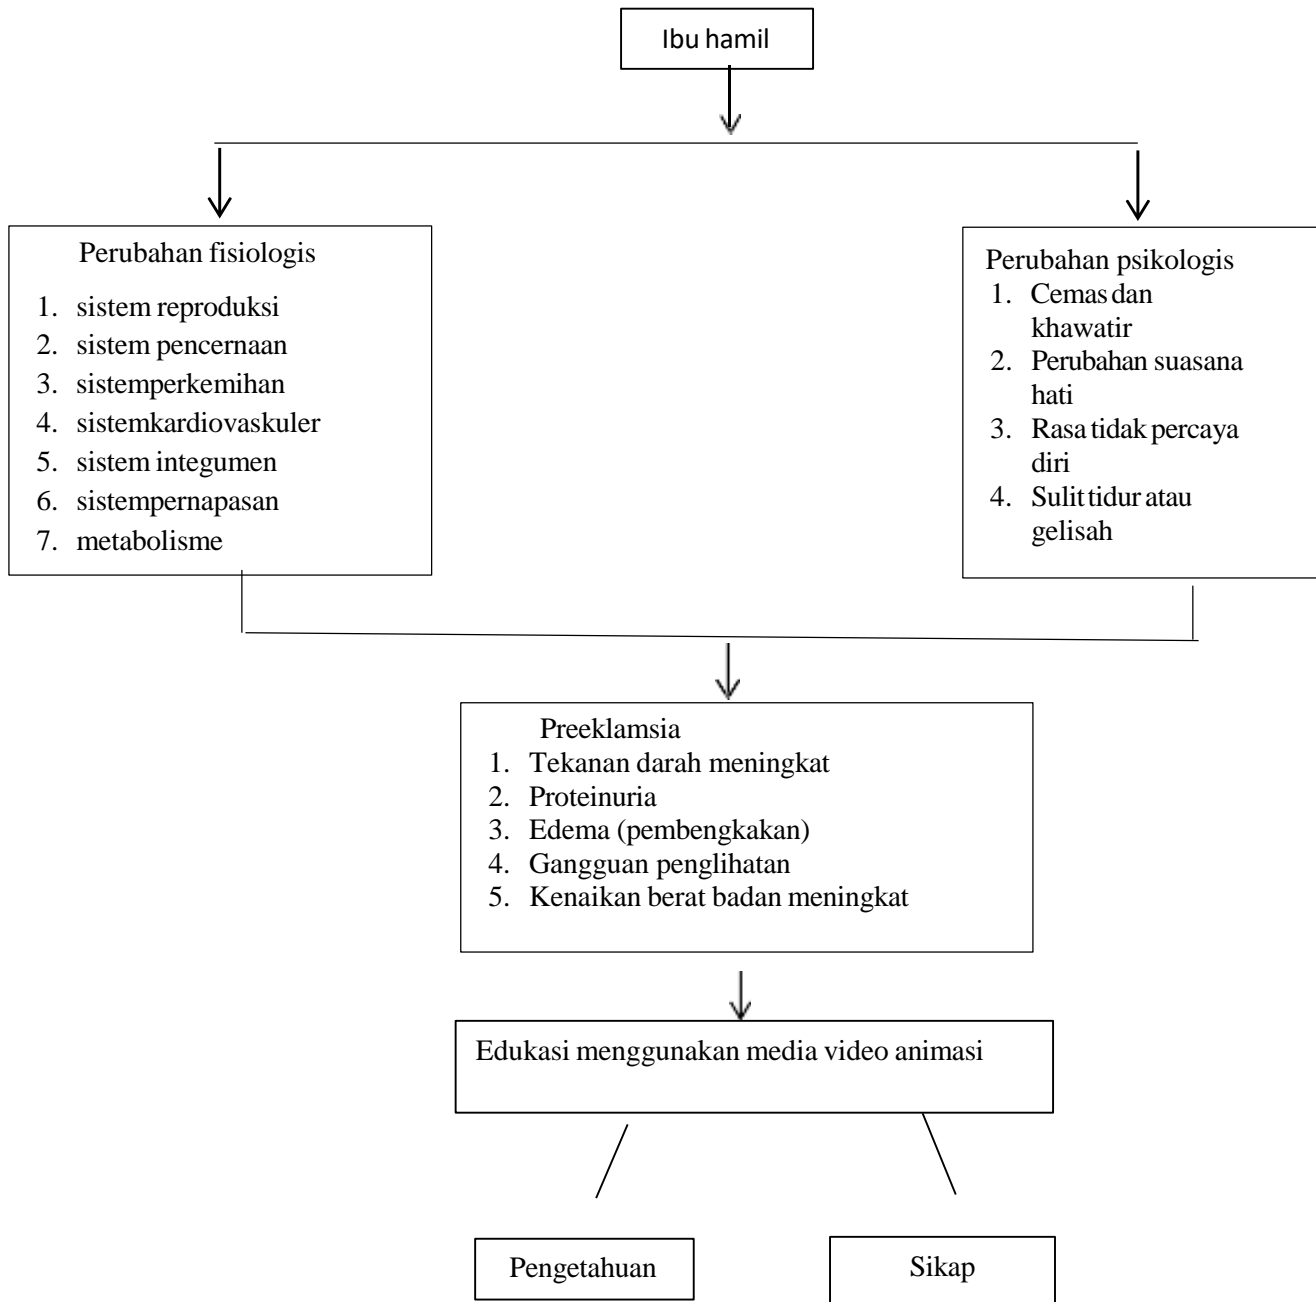 Ibu hamil
Perubahan fisiologis
1. sistem reproduksi
2. sistem pencernaan
3. sistemperkemihan
4. sistemkardiovaskuler
5. sistem integumen
6. sistempernapasan
7. metabolisme
Perubahan psikologis
1. Cemas dan
khawatir
2. Perubahan suasana
hati
3. Rasa tidak percaya
diri
4. Sulit tidur atau
gelisah
Preeklamsia
1. Tekanan darah meningkat
2. Proteinuria
3. Edema (pembengkakan)
4. Gangguan penglihatan
5. Kenaikan berat badan meningkat
Edukasi menggunakan media video animasi
Pengetahuan
Sikap